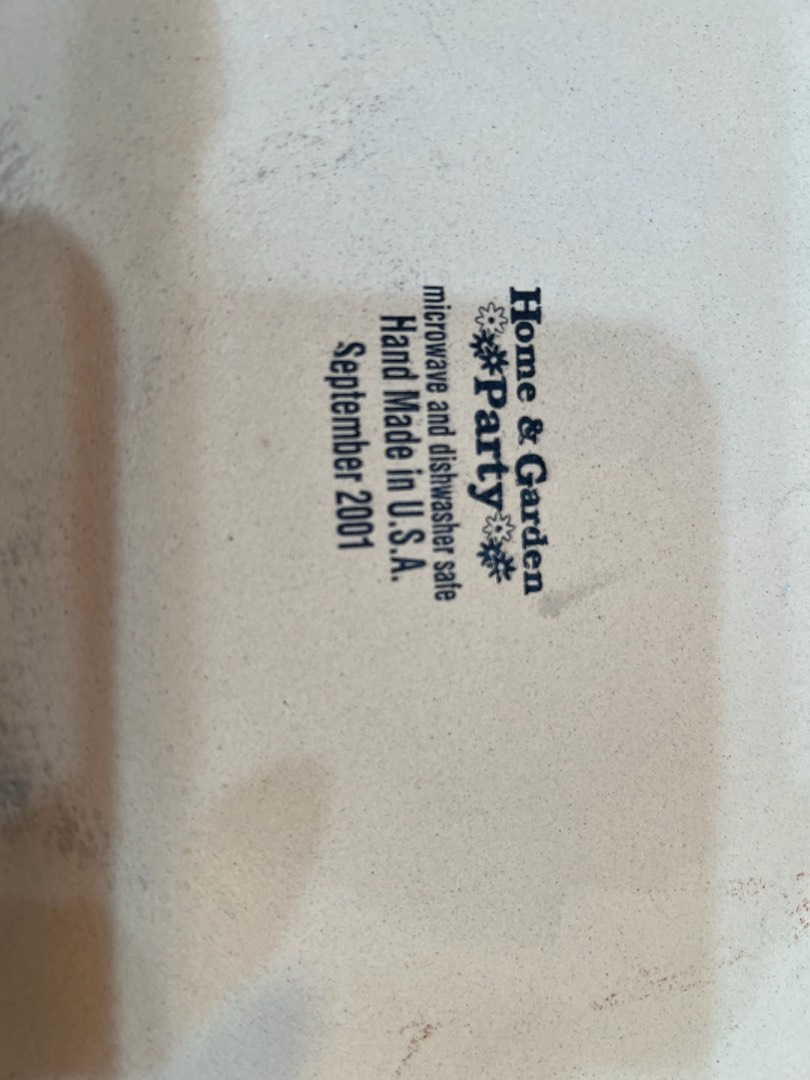 Home & Garden
Party
microwave and dishwasher safe
Hand Made in U.S.A.
September 2001